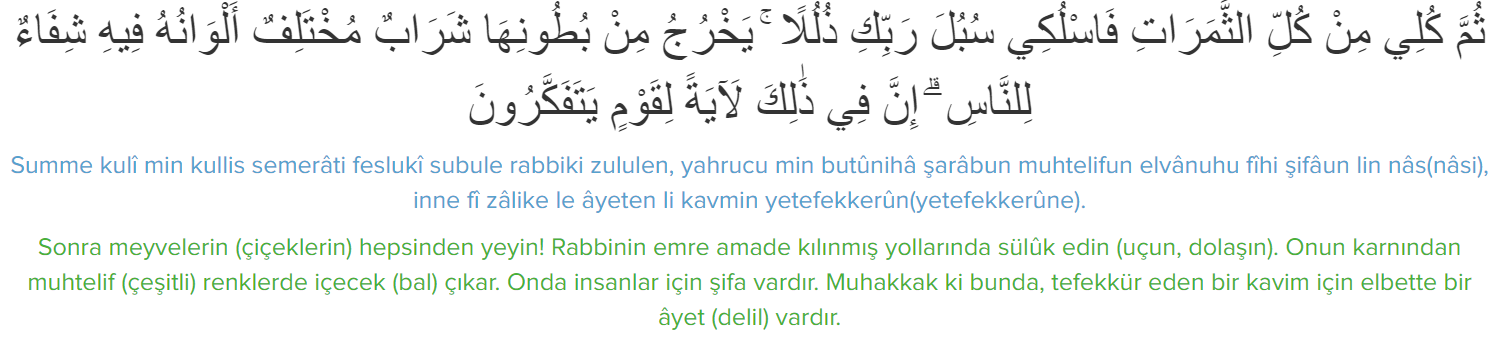 ثُمَّ كُلِي مِنْ كُلِّ الثَّمَرَاتِ فَاسْلُكِي سُبُلَ رَبِّكِ ذُلُلًا ۚ يَخْرُجُ مِنْ بُطُونِهَا شَرَابٌ مُخْتَلِفٌ أَلْوَانُهُ فِيهِ شِفَاءٌ
لِلنَّاسِ ۗ إِنَّ فِي ذَٰلِكَ لَآيَةً لِقَوْمٍ يَتَفَكَّرُونَ
Summe kulî min kullis semerâti feslukî subule rabbiki zululen, yahrucu min butûnihâ şarâbun muhtelifun elvânuhu fîhi şifâun lin nâs(nâsi),
inne fî zâlike le âyeten li kavmin yetefekkerûn(yetefekkerûne).
Sonra meyvelerin (çiçeklerin) hepsinden yeyin! Rabbinin emre amade kılınmış yollarında sülûk edin (uçun, dolaşın). Onun karnından
muhtelif (çeşitli) renklerde içecek (bal) çıkar. Onda insanlar için şifa vardır. Muhakkak ki bunda, tefekkür eden bir kavim için elbette bir
âyet (delil) vardır.